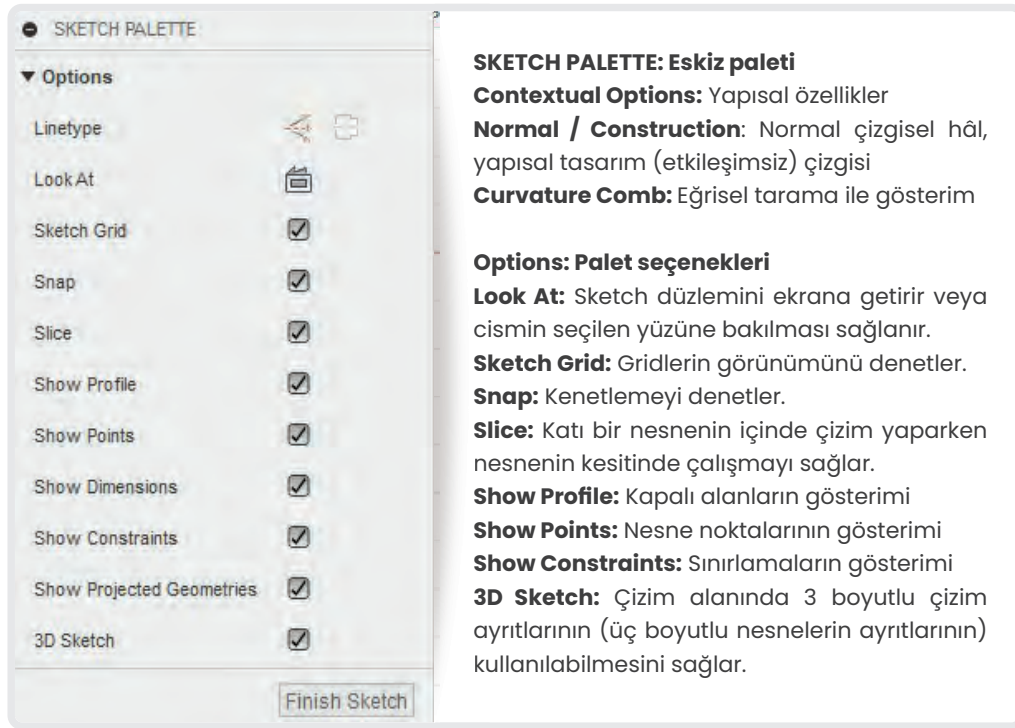 SKETCH PALETTE
Options
Linetype
Look At
Sketch Grid
Snap
Slice
Show Profile
Show Points
Show Dimensions
Show Constraints
Show Projected Geometries
3D Sketch
Finish Sketch
SKETCH PALETTE: Eskiz paleti
Contextual Options: Yapısal özellikler
Normal / Construction: Normal çizgisel hâl,
yapısal tasarım (etkileşimsiz) çizgisi
Curvature Comb: Eğrisel tarama ile gösterim
Options: Palet seçenekleri
Look At: Sketch düzlemini ekrana getirir veya
cismin seçilen yüzüne bakılması sağlanır.
Sketch Grid: Gridlerin görünümünü denetler.
Snap: Kenetlemeyi denetler.
Slice: Katı bir nesnenin içinde çizim yaparken
nesnenin kesitinde çalışmayı sağlar.
Show Profile: Kapalı alanların gösterimi
Show Points: Nesne noktalarının gösterimi
Show Constraints: Sınırlamaların gösterimi
3D Sketch: Çizim alanında 3 boyutlu çizim
ayrıtlarının (üç boyutlu nesnelerin ayrıtlarının)
kullanılabilmesini sağlar.